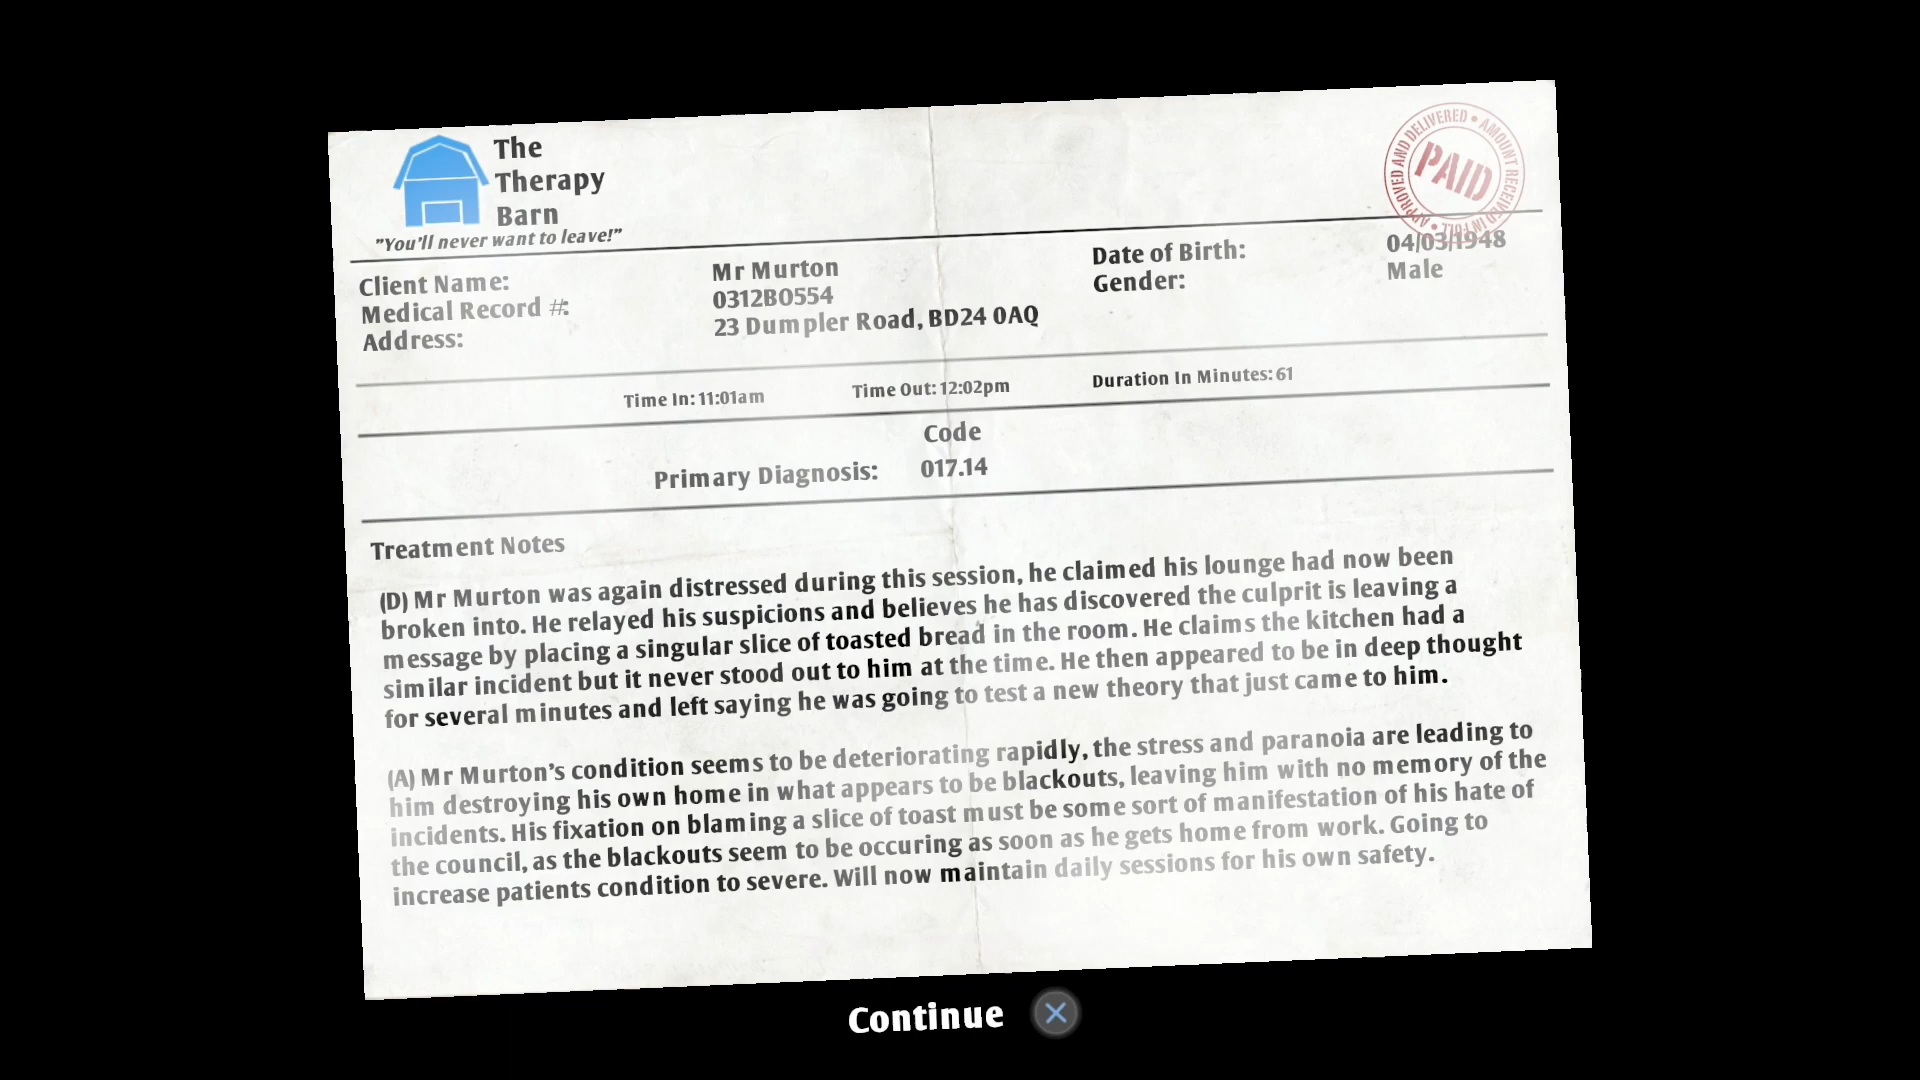 The
Therapy
Barn
"You'll never want to leave!"
APPROVED AND DELIVERED • AMOUNT RECEIVED IN FULL •
PAID
Client Name: Mr Murton Date of Birth: 04/03/1948
Medical Record #: 0312B0554 Gender: Male
Address: 23 Dumpler Road, BD24 0AQ
Time In: 11:01am Time Out: 12:02pm Duration In Minutes: 61
Code
Primary Diagnosis: 017.14
Treatment Notes
(D) Mr Murton was again distressed during this session, he claimed his lounge had now been
broken into. He relayed his suspicions and believes he has discovered the culprit is leaving a
message by placing a singular slice of toasted bread in the room. He claims the kitchen had a
similar incident but it never stood out to him at the time. He then appeared to be in deep thought
for several minutes and left saying he was going to test a new theory that just came to him.
(A) Mr Murton's condition seems to be deteriorating rapidly, the stress and paranoia are leading to
him destroying his own home in what appears to be blackouts, leaving him with no memory of the
incidents. His fixation on blaming a slice of toast must be some sort of manifestation of his hate of
the council, as the blackouts seem to be occuring as soon as he gets home from work. Going to
increase patients condition to severe. Will now maintain daily sessions for his own safety.
Continue